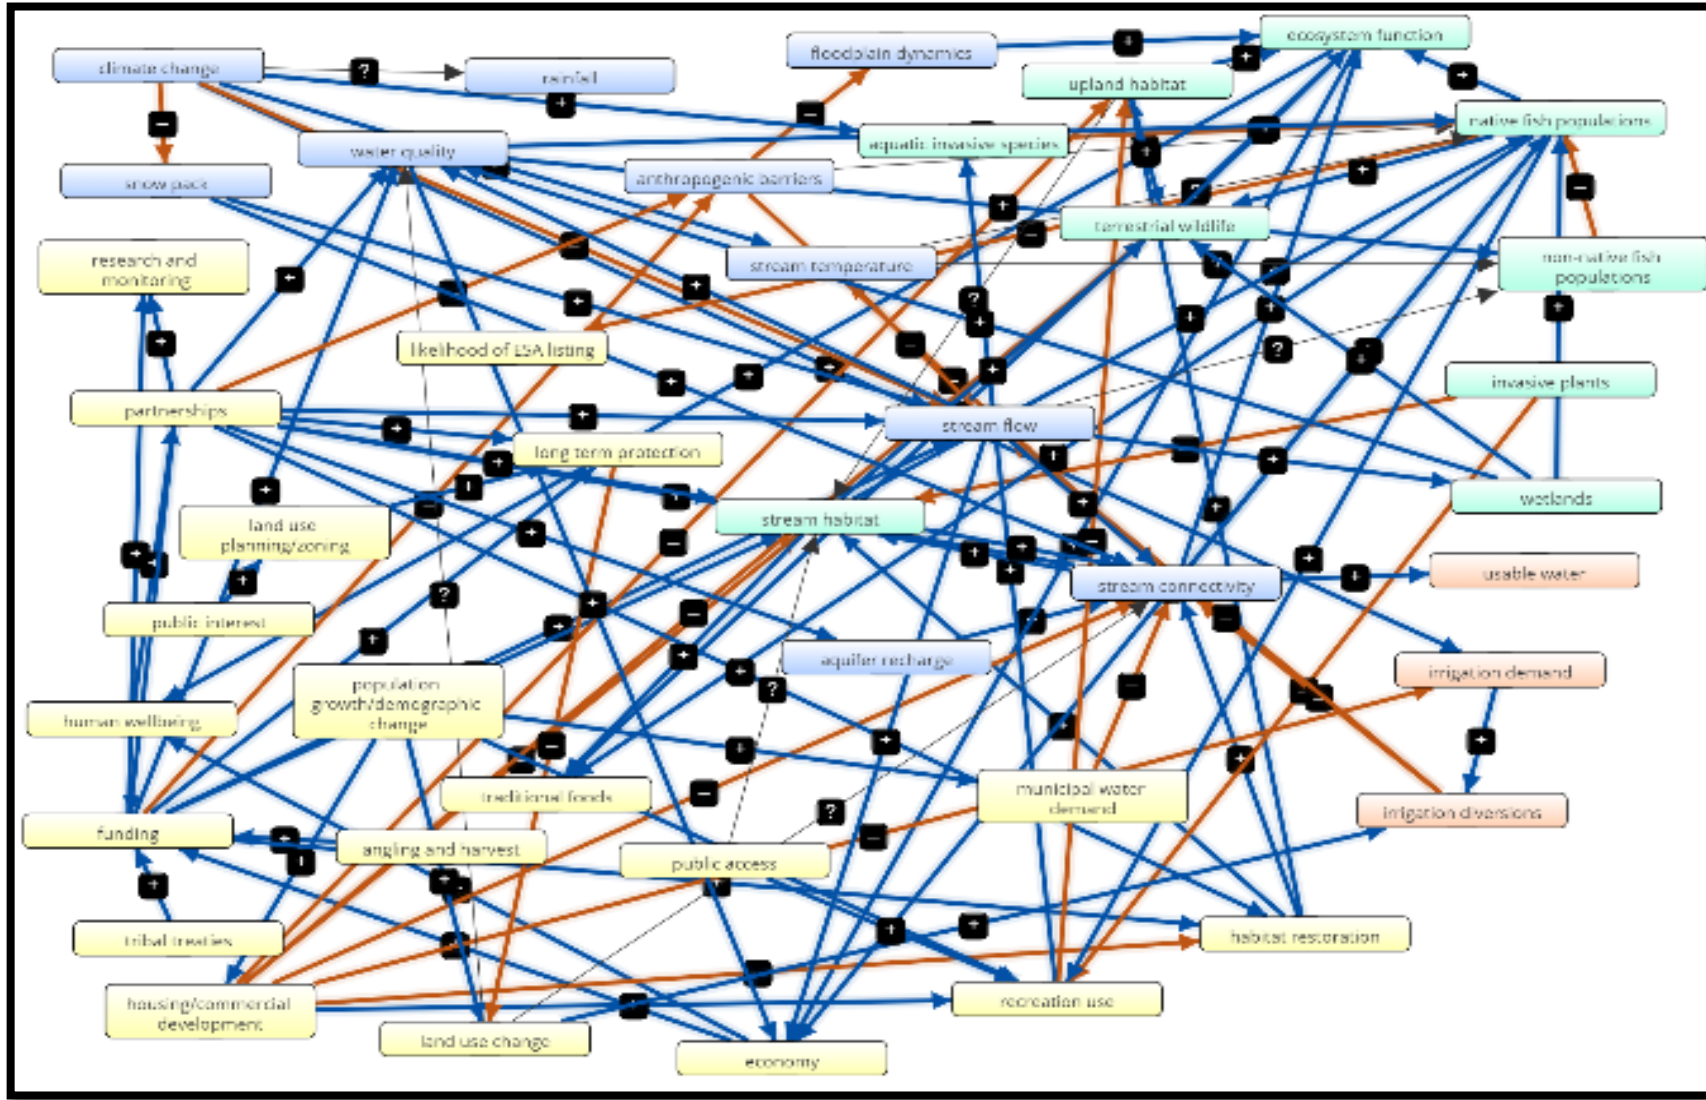 ecosystem function
floodplain dynamics
climate change
rainfall
upland habitat
native fish populations
aquatic invasive species
water quality
anthropogenic barriers
snow pack
terrestrial wildlife
research and
monitoring
stream temperature
non-native fish
populations
likelihood of ESA listing
invasive plants
partnerships
stream flow
long term protection
wetlands
stream habitat
land use
planning/zoning
usable water
stream connectivity
public interest
aquifer recharge
irrigation demand
population
growth/demographic
change
human wellbeing
traditional foods
municipal water
demand
irrigation diversions
funding
angling and harvest
public access
tribal treaties
habitat restoration
housing/commercial
development
recreation use
land use change
economy